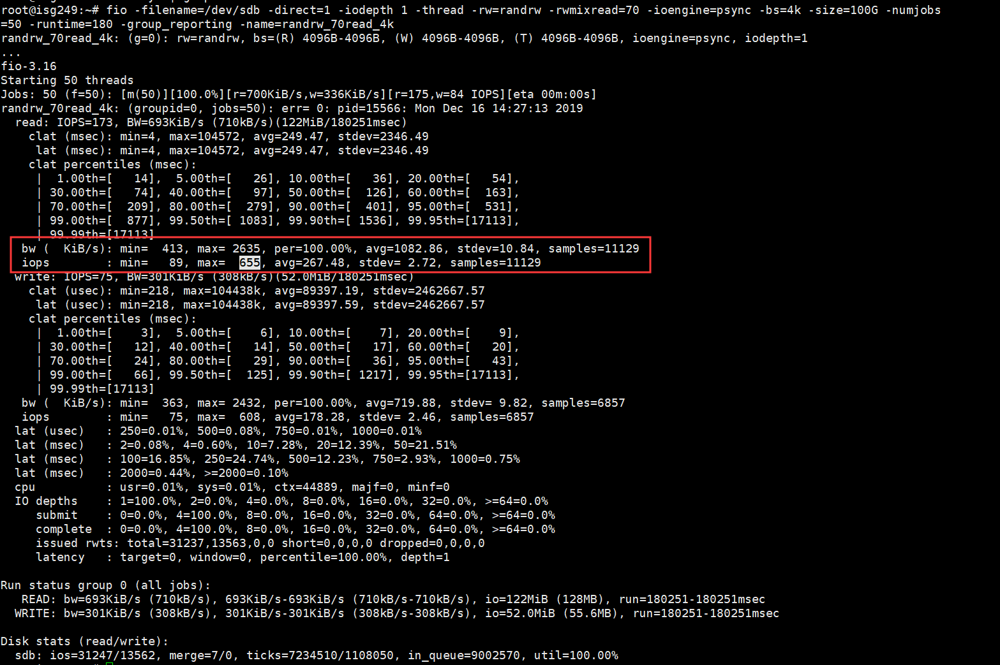 root@isg249:~# fio -filename=/dev/sdb -direct=1 -iodepth 1 -thread -rw=randrw -rwmixread=70 -ioengine=psync -bs=4k -size=100G -numjobs
=50 -runtime=180 -group_reporting -name=randrw_70read_4k
randrw_70read_4k: (g=0): rw=randrw, bs=(R) 4096B-4096B, (W) 4096B-4096B, (T) 4096B-4096B, ioengine=psync, iodepth=1
...
fio-3.16
Starting 50 threads
Jobs: 50 (f=50): [m(50)][100.0%][r=700KiB/s,w=336KiB/s][r=175,w=84 IOPS][eta 00m:00s]
randrw_70read_4k: (groupid=0, jobs=50): err= 0: pid=15566: Mon Dec 16 14:27:13 2019
  read: IOPS=173, BW=693KiB/s (710kB/s)(122MiB/180251msec)
    clat (msec): min=4, max=104572, avg=249.47, stdev=2346.49
     lat (msec): min=4, max=104572, avg=249.47, stdev=2346.49
    clat percentiles (msec):
     |  1.00th=[   14],  5.00th=[   26], 10.00th=[   36], 20.00th=[   54],
     | 30.00th=[   74], 40.00th=[   97], 50.00th=[  126], 60.00th=[  163],
     | 70.00th=[  209], 80.00th=[  279], 90.00th=[  401], 95.00th=[  531],
     | 99.00th=[  877], 99.50th=[ 1083], 99.90th=[ 1536], 99.95th=[17113],
     | 99.99th=[17113]
   bw (  KiB/s): min=  413, max= 2635, per=100.00%, avg=1082.86, stdev=10.84, samples=11129
   iops        : min=   89, max=  655, avg=267.48, stdev= 2.72, samples=11129
  write: IOPS=75, BW=301KiB/s (308kB/s)(52.0MiB/180251msec)
    clat (usec): min=218, max=104438k, avg=89397.19, stdev=2462667.57
     lat (usec): min=218, max=104438k, avg=89397.59, stdev=2462667.57
    clat percentiles (msec):
     |  1.00th=[    3],  5.00th=[    6], 10.00th=[    7], 20.00th=[    9],
     | 30.00th=[   12], 40.00th=[   14], 50.00th=[   17], 60.00th=[   20],
     | 70.00th=[   24], 80.00th=[   29], 90.00th=[   36], 95.00th=[   43],
     | 99.00th=[   66], 99.50th=[  125], 99.90th=[ 1217], 99.95th=[17113],
     | 99.99th=[17113]
   bw (  KiB/s): min=  363, max= 2432, per=100.00%, avg=719.88, stdev= 9.82, samples=6857
   iops        : min=   75, max=  608, avg=178.28, stdev= 2.46, samples=6857
  lat (usec)   : 250=0.01%, 500=0.08%, 750=0.01%, 1000=0.01%
  lat (msec)   : 2=0.08%, 4=0.60%, 10=7.28%, 20=12.39%, 50=21.51%
  lat (msec)   : 100=16.85%, 250=24.74%, 500=12.23%, 750=2.93%, 1000=0.75%
  lat (msec)   : 2000=0.44%, >=2000=0.10%
  cpu          : usr=0.01%, sys=0.01%, ctx=44889, majf=0, minf=0
  IO depths    : 1=100.0%, 2=0.0%, 4=0.0%, 8=0.0%, 16=0.0%, 32=0.0%, >=64=0.0%
     submit    : 0=0.0%, 4=100.0%, 8=0.0%, 16=0.0%, 32=0.0%, 64=0.0%, >=64=0.0%
     complete  : 0=0.0%, 4=100.0%, 8=0.0%, 16=0.0%, 32=0.0%, 64=0.0%, >=64=0.0%
     issued rwts: total=31237,13563,0,0 short=0,0,0,0 dropped=0,0,0,0
     latency   : target=0, window=0, percentile=100.00%, depth=1

Run status group 0 (all jobs):
   READ: bw=693KiB/s (710kB/s), 693KiB/s-693KiB/s (710kB/s-710kB/s), io=122MiB (128MB), run=180251-180251msec
  WRITE: bw=301KiB/s (308kB/s), 301KiB/s-301KiB/s (308kB/s-308kB/s), io=52.0MiB (55.6MB), run=180251-180251msec

Disk stats (read/write):
  sdb: ios=31247/13562, merge=7/0, ticks=7234510/1108050, in_queue=9002570, util=100.00%